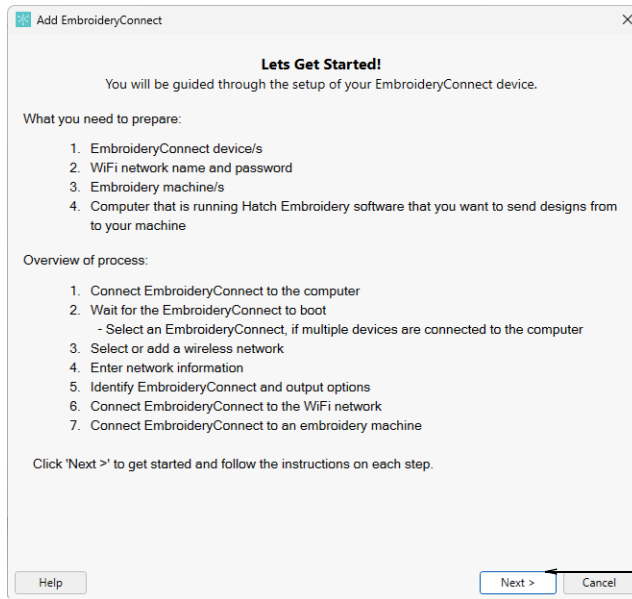 Add EmbroideryConnect
Lets Get Started!
You will be guided through the setup of your EmbroideryConnect device.
What you need to prepare:
1. EmbroideryConnect device/s
2. WiFi network name and password
3. Embroidery machine/s
4. Computer that is running Hatch Embroidery software that you want to send designs from
to your machine
Overview of process:
1. Connect EmbroideryConnect to the computer
2. Wait for the EmbroideryConnect to boot
- Select an EmbroideryConnect, if multiple devices are connected to the computer
3. Select or add a wireless network
4. Enter network information
5. Identify EmbroideryConnect and output options
6. Connect EmbroideryConnect to the WiFi network
7. Connect EmbroideryConnect to an embroidery machine
Click 'Next >' to get started and follow the instructions on each step.
Help Next > Cancel